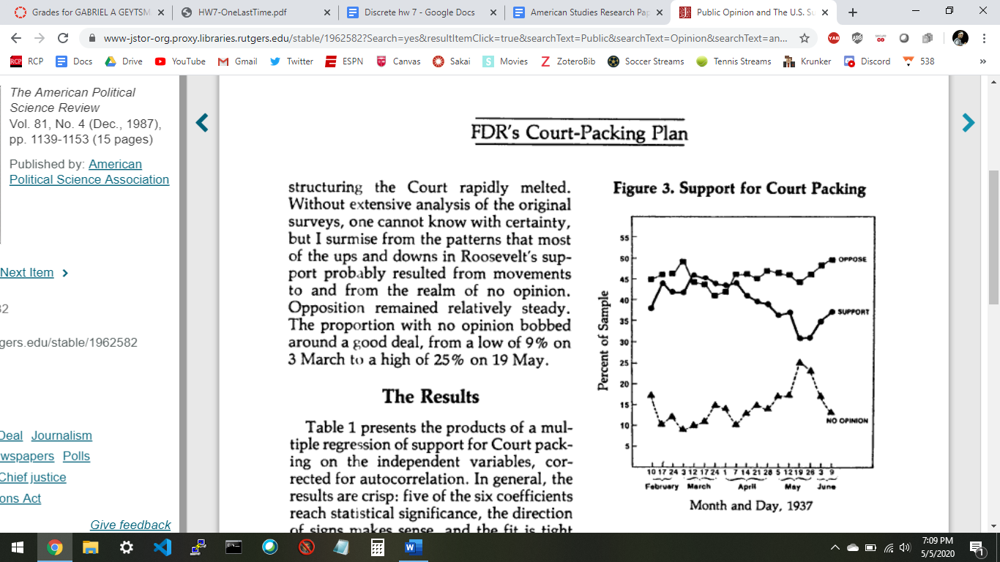 Grades for GABRIEL A GEYTSM
HW7-OneLastTime.pdf
Discrete hw 7 - Google Docs
American Studies Research Pap
Public Opinion and The U.S. Su
www-jstor-org.proxy.libraries.rutgers.edu/stable/1962582?Search=yes&resultItemClick=true&searchText=Public&searchText=Opinion&searchText=an...
RCP Docs Drive YouTube Gmail Twitter ESPN Canvas Sakai Movies ZoteroBib Soccer Streams Tennis Streams Krunker Discord 538 »
The American Political
Science Review
Vol. 81, No. 4 (Dec., 1987),
pp. 1139-1153 (15 pages)
Published by: American
Political Science Association
Next Item
32
gers.edu/stable/1962582
Deal Journalism
wspapers Polls
Chief justice
ons Act
Give feedback
FDR's Court-Packing Plan
structuring the Court rapidly melted.
Without extensive analysis of the original
surveys, one cannot know with certainty,
but I surmise from the patterns that most
of the ups and downs in Roosevelt's sup-
port probably resulted from movements
to and from the realm of no opinion.
Opposition remained relatively steady.
The proportion with no opinion bobbed
around a good deal, from a low of 9% on
3 March to a high of 25% on 19 May.
The Results
Table 1 presents the products of a mul-
tiple regression of support for Court pack-
ing on the independent variables, cor-
rected for autocorrelation. In general, the
results are crisp: five of the six coefficients
reach statistical significance, the direction
of signs makes sense, and the fit is tight
Figure 3. Support for Court Packing
Percent of Sample
55
50
45
40
35
30
25
20
15
10
5
OPPOSE
SUPPORT
NO OPINION
10 17 24 3 12 17 24 1 7 14 21 28 5 12 19 26 3 9
February March April May June
Month and Day, 1937
7:09 PM
5/5/2020
1